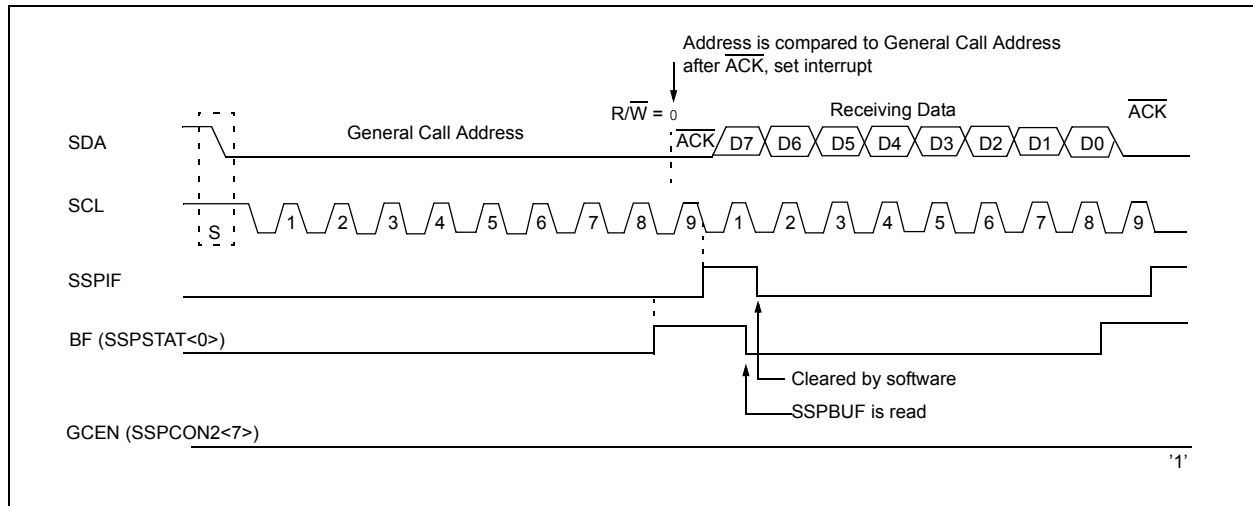 Address is compared to General Call Address
after ACK, set interrupt
R/W = 0
Receiving Data
ACK
SDA
General Call Address
ACK
D7 D6 D5 D4 D3 D2 D1 D0
SCL
S
1 2 3 4 5 6 7 8 9 1 2 3 4 5 6 7 8 9
SSPIF
BF (SSPSTAT<0>)
Cleared by software
SSPBUF is read
GCEN (SSPCON2<7>)
’1’